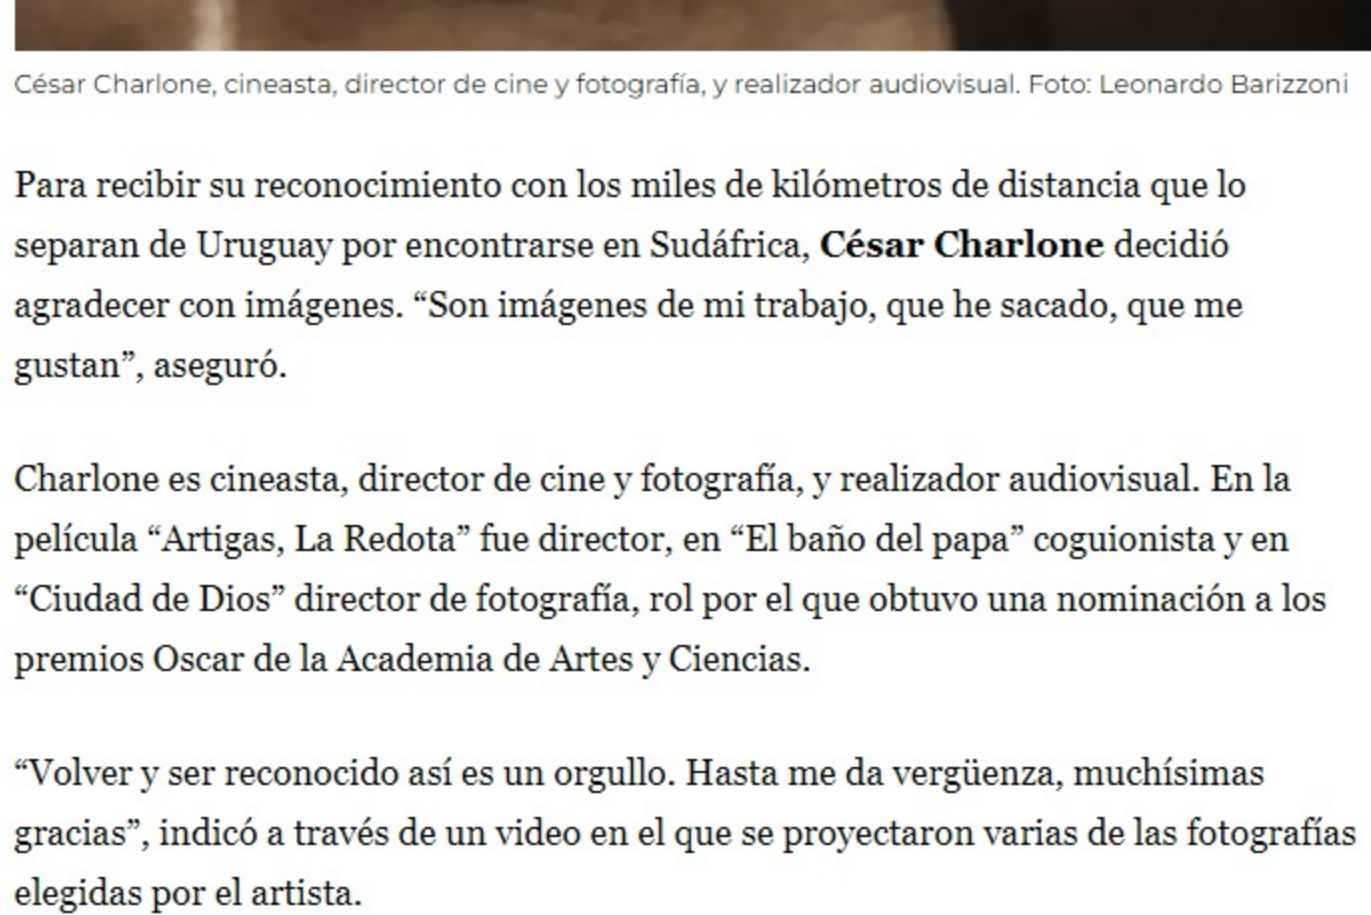 César Charlone, cineasta, director de cine y fotografía, y realizador audiovisual. Foto: Leonardo Barizzoni
Para recibir su reconocimiento con los miles de kilómetros de distancia que lo
separan de Uruguay por encontrarse en Sudáfrica, César Charlone decidió
agradecer con imágenes. “Son imágenes de mi trabajo, que he sacado, que me
gustan”, aseguró.
Charlone es cineasta, director de cine y fotografía, y realizador audiovisual. En la
película “Artigas, La Redota” fue director, en “El baño del papa” coguionista y en
“Ciudad de Dios” director de fotografía, rol por el que obtuvo una nominación a los
premios Oscar de la Academia de Artes y Ciencias.
“Volver y ser reconocido así es un orgullo. Hasta me da vergüenza, muchísimas
gracias”, indicó a través de un video en el que se proyectaron varias de las fotografías
elegidas por el artista.